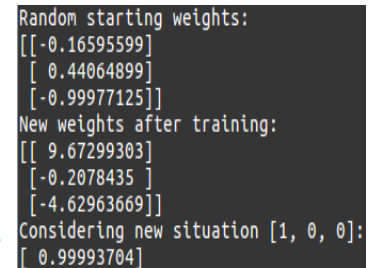 Random starting weights:
[[-0.16595599]
 [ 0.44064899]
 [-0.99977125]]
New weights after training:
[[ 9.67299303]
 [-0.2078435 ]
 [-4.62963669]]
Considering new situation [1, 0, 0]:
[ 0.99993704]